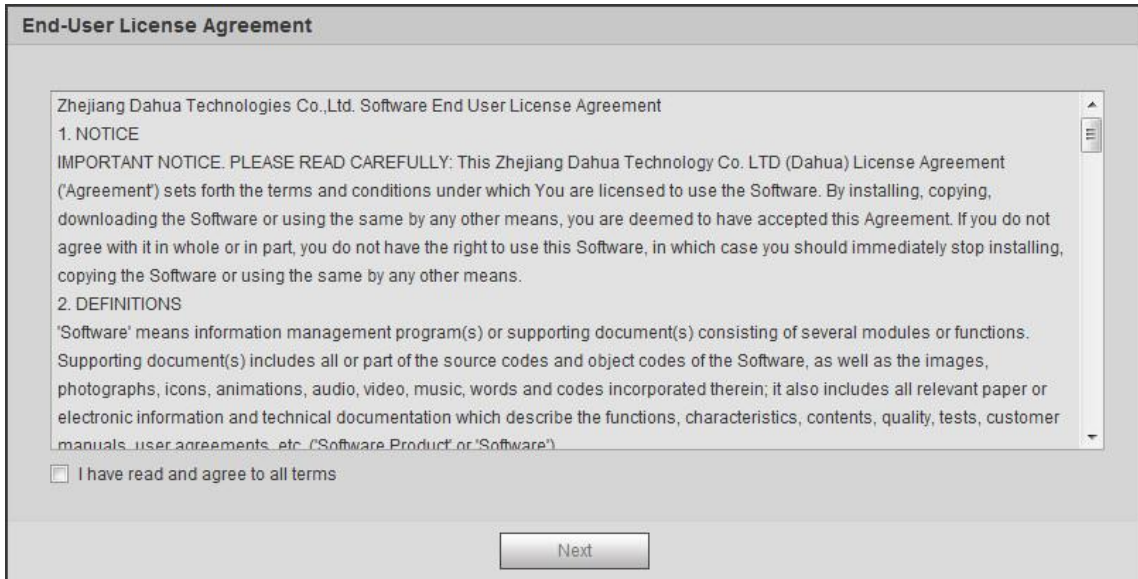 End-User License Agreement
Zhejiang Dahua Technologies Co.,Ltd. Software End User License Agreement
1. NOTICE
IMPORTANT NOTICE. PLEASE READ CAREFULLY: This Zhejiang Dahua Technology Co. LTD (Dahua) License Agreement
('Agreement') sets forth the terms and conditions under which You are licensed to use the Software. By installing, copying,
downloading the Software or using the same by any other means, you are deemed to have accepted this Agreement. If you do not
agree with it in whole or in part, you do not have the right to use this Software, in which case you should immediately stop installing,
copying the Software or using the same by any other means.
2. DEFINITIONS
'Software' means information management program(s) or supporting document(s) consisting of several modules or functions.
Supporting document(s) includes all or part of the source codes and object codes of the Software, as well as the images,
photographs, icons, animations, audio, video, music, words and codes incorporated therein; it also includes all relevant paper or
electronic information and technical documentation which describe the functions, characteristics, contents, quality, tests, customer
manuals, user agreements, etc. ('Software Product' or 'Software')
I have read and agree to all terms
Next